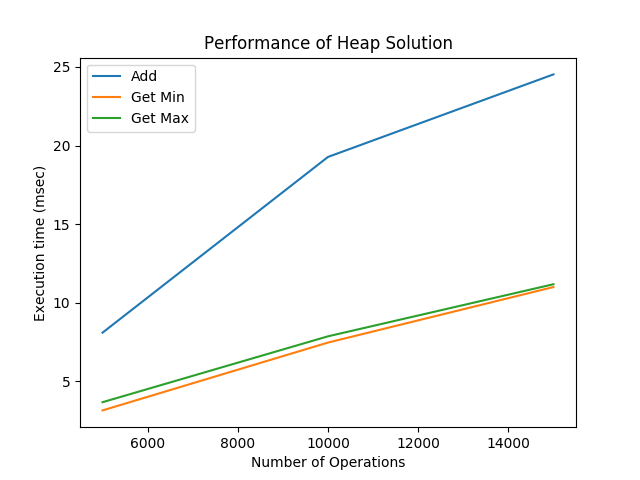 Performance of Heap Solution
Add
Get Min
Get Max
Execution time (msec)
25
20
15
10
5
6000 8000 10000 12000 14000
Number of Operations